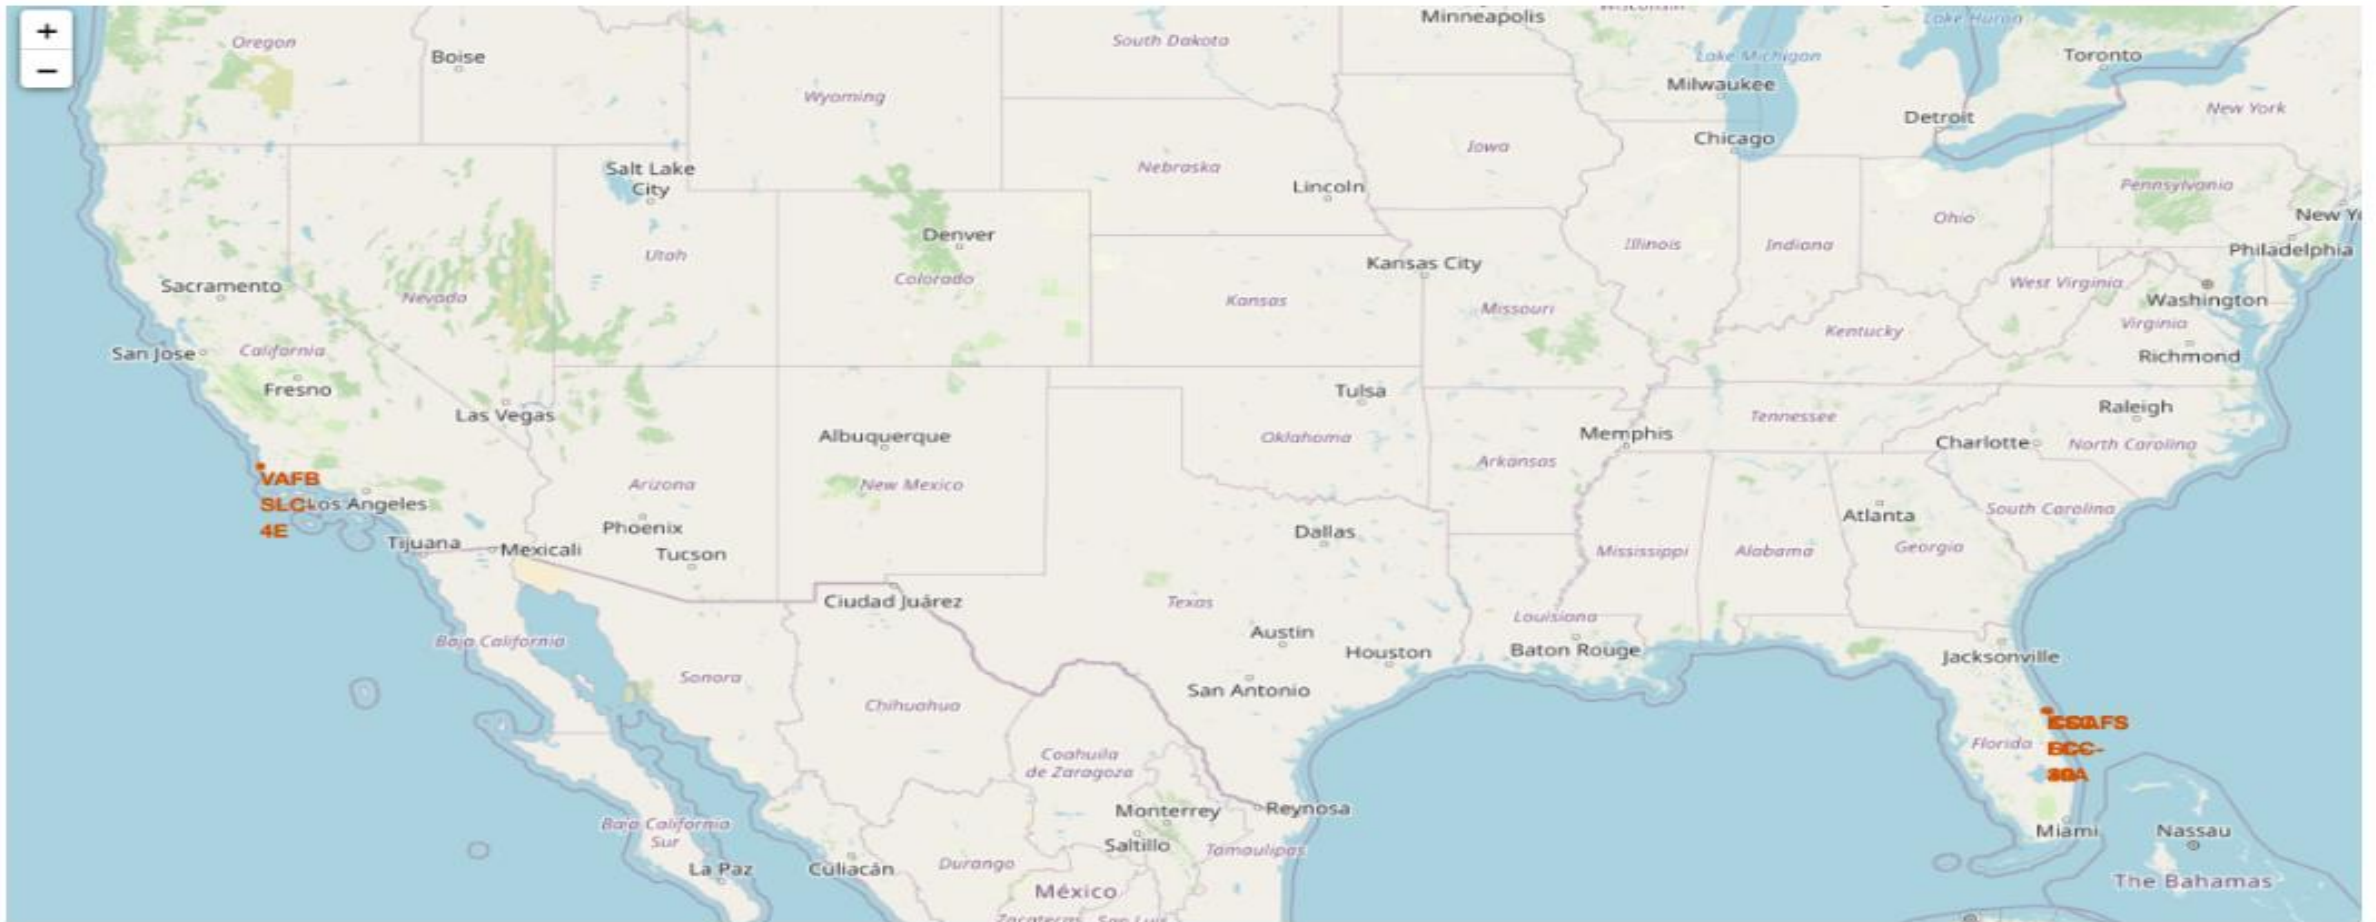 +
−
Oregon
Boise
South Dakota
Minneapolis
Lake Michigan
Lake Huron
Toronto
Wyoming
Milwaukee
New York
Detroit
Chicago
Iowa
Salt Lake
City
Nebraska
Lincoln
Pennsylvania
New Y
Ohio
Denver
Illinois
Indiana
Philadelphia
Utah
Kansas City
Colorado
Sacramento
Nevada
Kansas
Missouri
West Virginia
Washington
Kentucky
Virginia
San Jose
California
Richmond
Fresno
Las Vegas
Tulsa
Raleigh
Tennessee
Albuquerque
Oklahoma
Memphis
Charlotte
North Carolina
Arkansas
VAFB
SLC-
4E
Los Angeles
Arizona
New Mexico
Phoenix
Dallas
Atlanta
South Carolina
Tijuana
Mexicali
Tucson
Mississippi
Alabama
Georgia
Ciudad Juárez
Texas
Louisiana
Austin
Baja California
Houston
Baton Rouge
Jacksonville
Sonora
San Antonio
Chihuahua
Florida
Coahuila
de Zaragoza
Monterrey
Reynosa
Baja California
Sur
Saltillo
Tamaulipas
Miami
Nassau
La Paz
Culiacán
Durango
México
The Bahamas
Zacatecas
San Luis